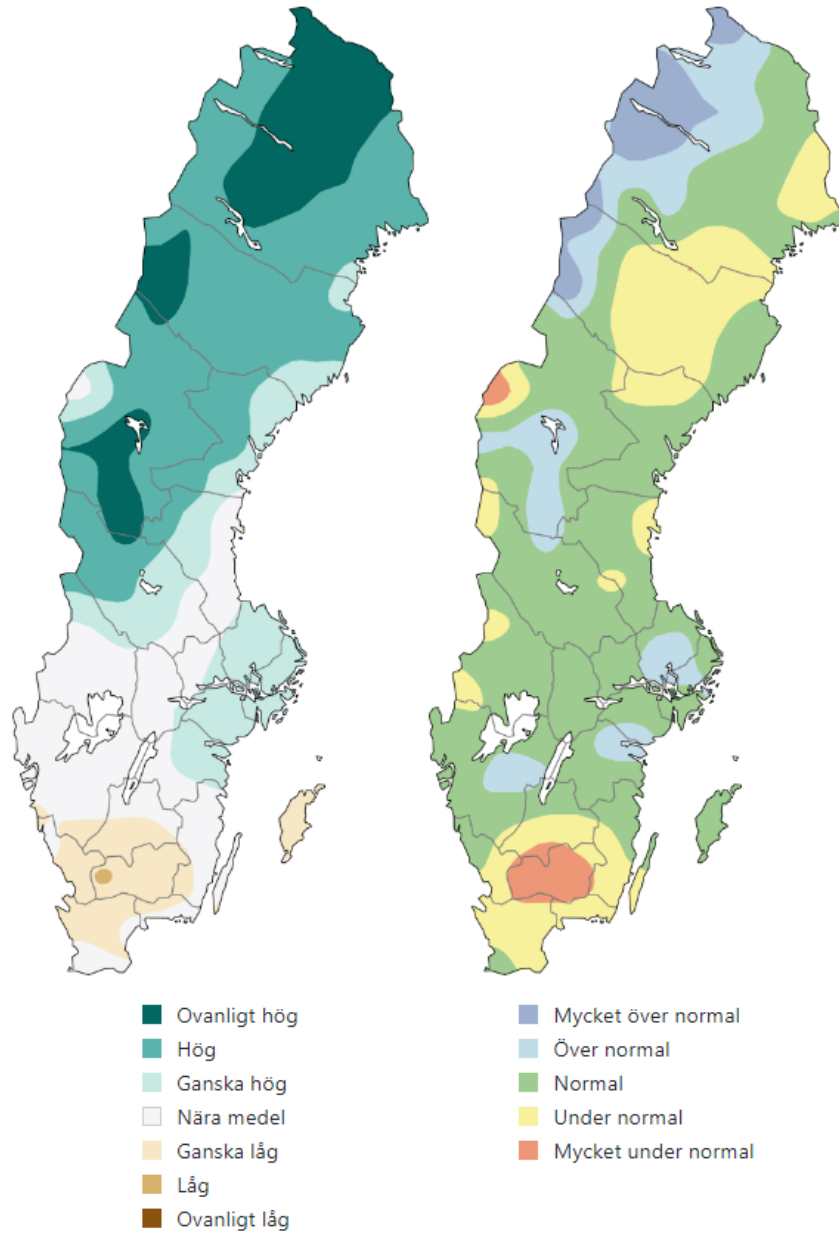 Ovanligt hög
Hög
Ganska hög
Nära medel
Ganska låg
Låg
Ovanligt låg
Mycket över normal
Över normal
Normal
Under normal
Mycket under normal